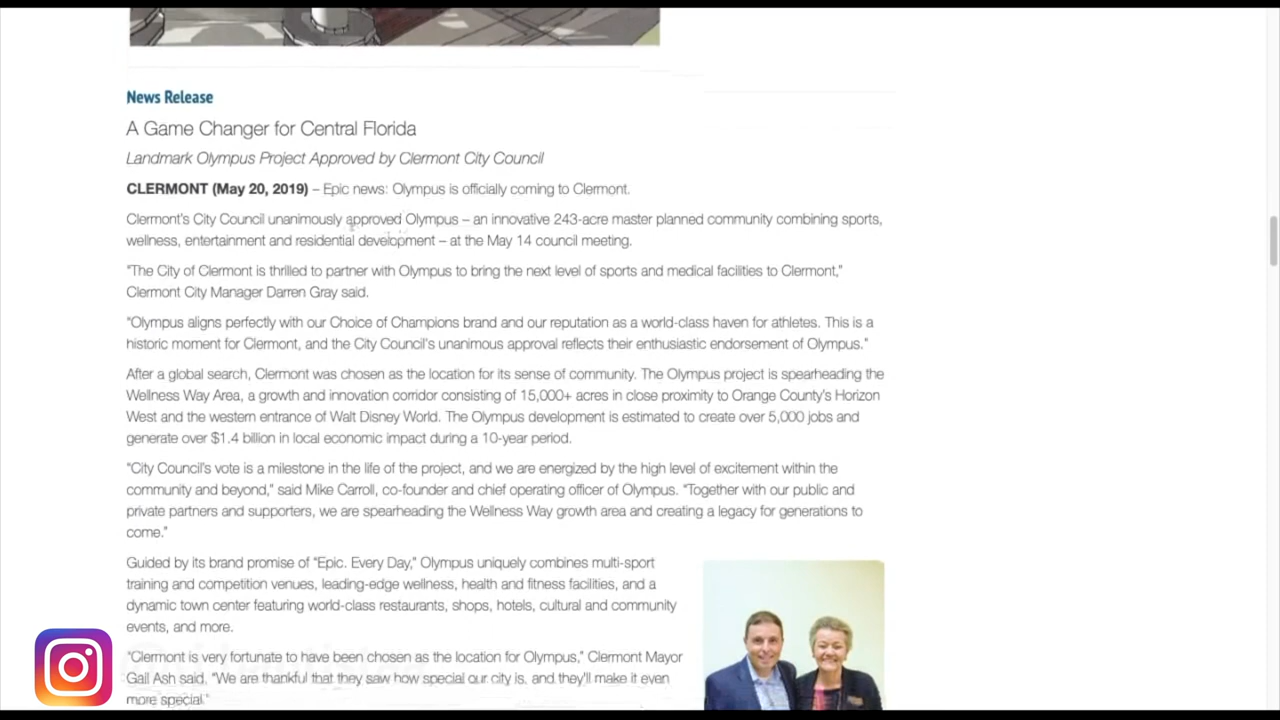 News Release
A Game Changer for Central Florida
Landmark Olympus Project Approved by Clermont City Council
CLERMONT (May 20, 2019) – Epic news: Olympus is officially coming to Clermont.
Clermont's City Council unanimously approved Olympus – an innovative 243-acre master planned community combining sports,
wellness, entertainment and residential development – at the May 14 council meeting.
"The City of Clermont is thrilled to partner with Olympus to bring the next level of sports and medical facilities to Clermont,"
Clermont City Manager Darren Gray said.
"Olympus aligns perfectly with our Choice of Champions brand and our reputation as a world-class haven for athletes. This is a
historic moment for Clermont, and the City Council's unanimous approval reflects their enthusiastic endorsement of Olympus."
After a global search, Clermont was chosen as the location for its sense of community. The Olympus project is spearheading the
Wellness Way Area, a growth and innovation corridor consisting of 15,000+ acres in close proximity to Orange County's Horizon
West and the western entrance of Walt Disney World. The Olympus development is estimated to create over 5,000 jobs and
generate over $1.4 billion in local economic impact during a 10-year period.
"City Council's vote is a milestone in the life of the project, and we are energized by the high level of excitement within the
community and beyond," said Mike Carroll, co-founder and chief operating officer of Olympus. "Together with our public and
private partners and supporters, we are spearheading the Wellness Way growth area and creating a legacy for generations to
come."
Guided by its brand promise of "Epic. Every Day," Olympus uniquely combines multi-sport
training and competition venues, leading-edge wellness, health and fitness facilities, and a
dynamic town center featuring world-class restaurants, shops, hotels, cultural and community
events, and more.
"Clermont is very fortunate to have been chosen as the location for Olympus," Clermont Mayor
Gail Ash said. "We are thankful that they saw how special our city is, and they'll make it even
more special."